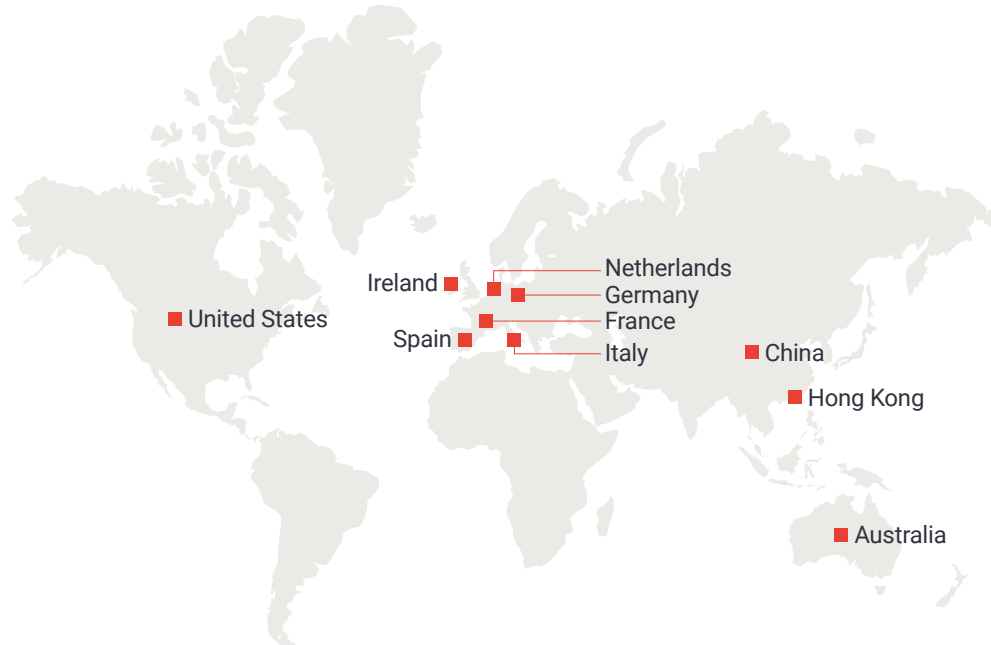 Netherlands
Ireland
Germany
United States
France
Spain
Italy
China
Hong Kong
Australia